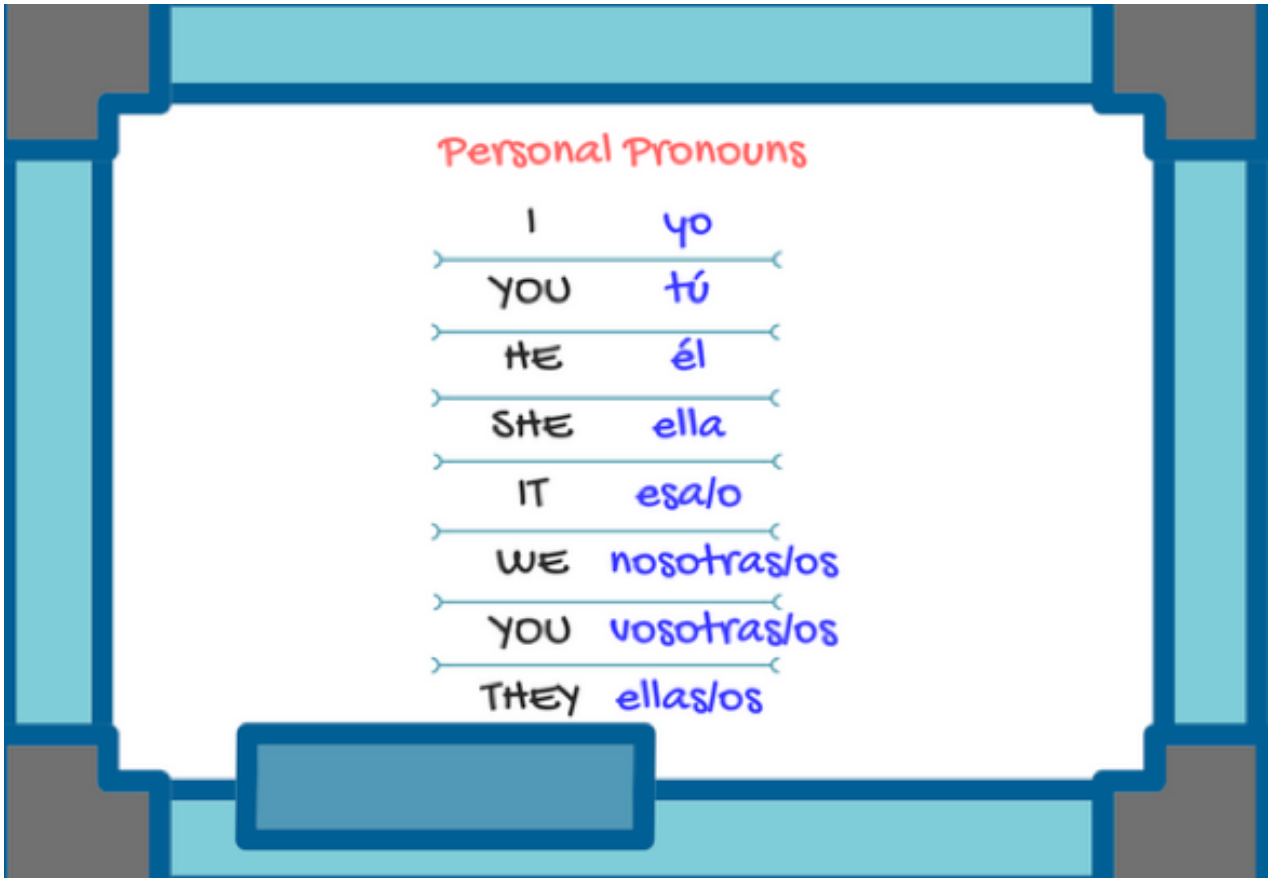 Personal Pronouns
I yo
YOU tú
HE él
SHE ella
IT esa/o
WE nosotras/os
YOU vosotras/os
THEY ellas/os